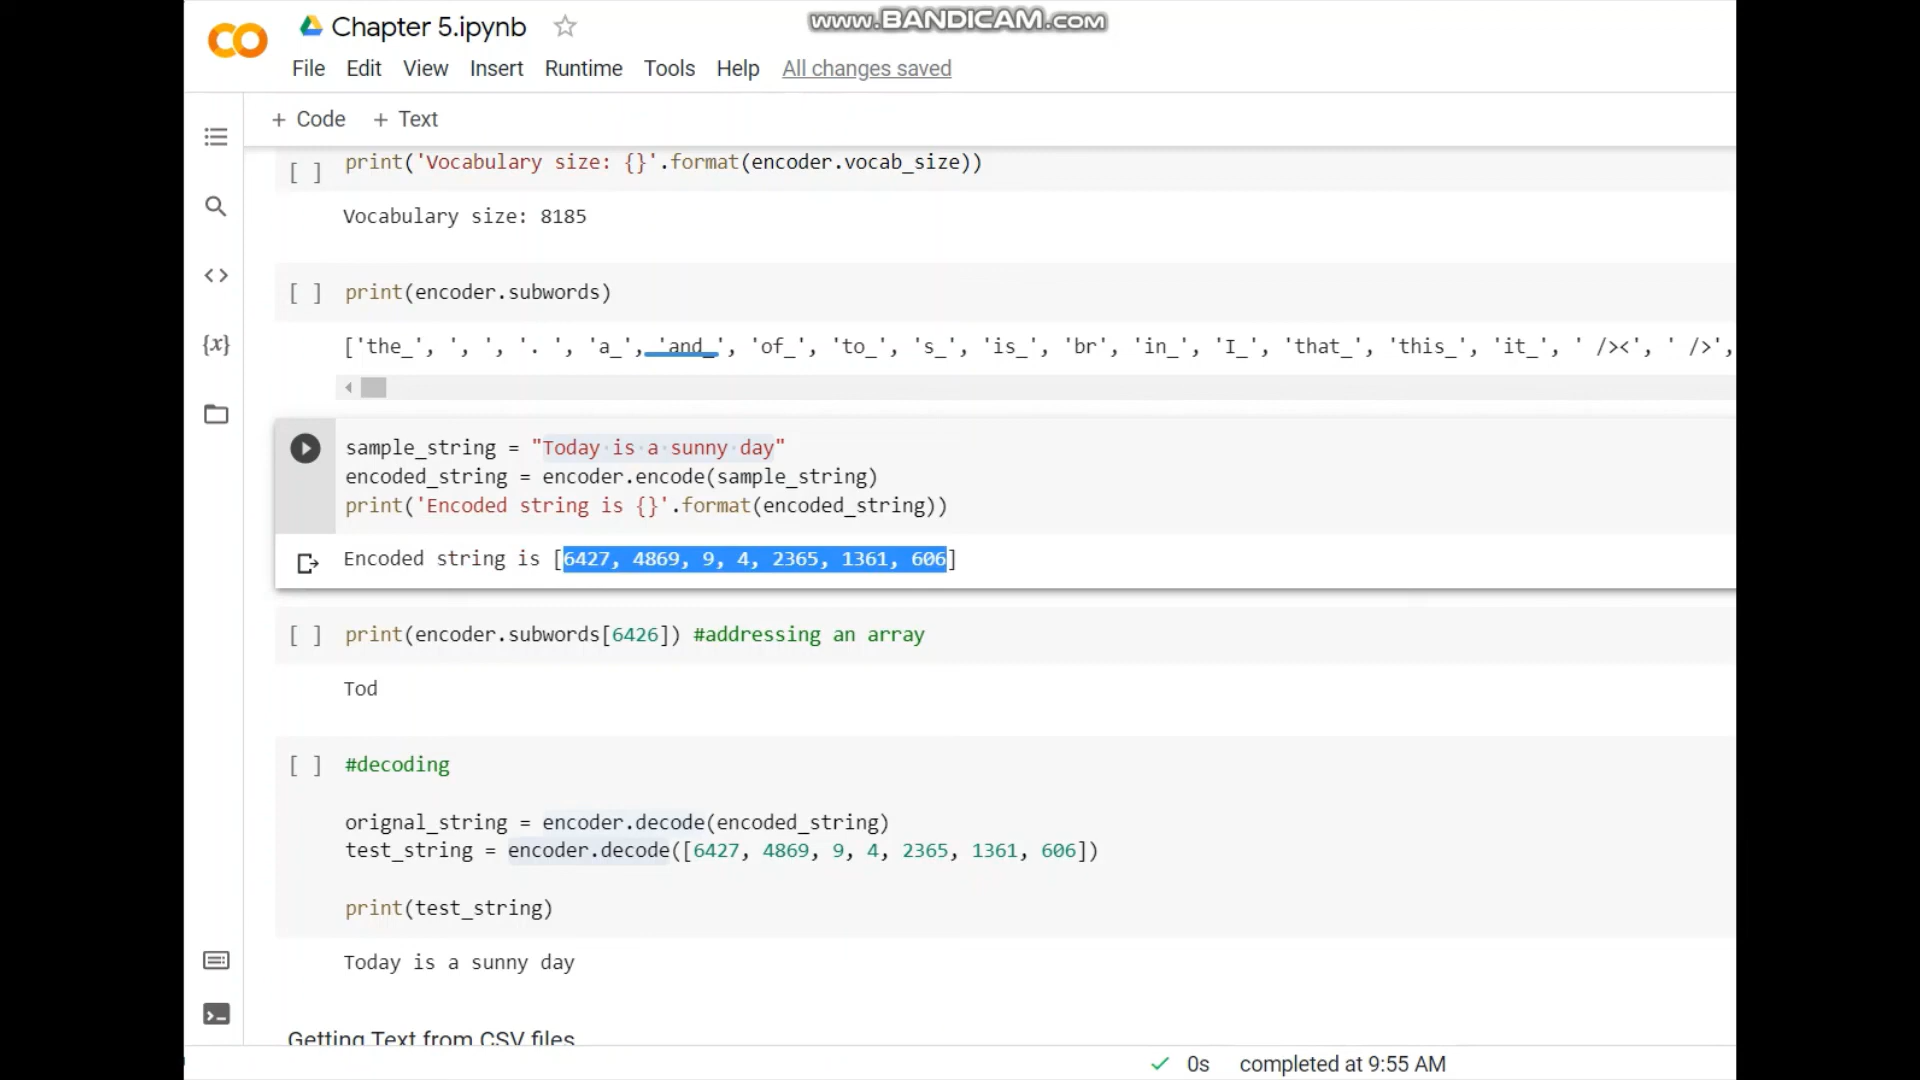 www.BANDICAM.com
Chapter 5.ipynb
File Edit View Insert Runtime Tools Help All changes saved
+ Code + Text
[ ] print('Vocabulary size: {}'.format(encoder.vocab_size))
Vocabulary size: 8185
[ ] print(encoder.subwords)
['the_', ', ', '. ', 'a_', 'and_', 'of_', 'to_', 's_', 'is_', 'br', 'in_', 'I_', 'that_', 'this_', 'it_', ' /><', ' />',
sample_string = "Today is a sunny day"
encoded_string = encoder.encode(sample_string)
print('Encoded string is {}'.format(encoded_string))
Encoded string is [6427, 4869, 9, 4, 2365, 1361, 606]
[ ] print(encoder.subwords[6426]) #addressing an array
Tod
[ ] #decoding
orignal_string = encoder.decode(encoded_string)
test_string = encoder.decode([6427, 4869, 9, 4, 2365, 1361, 606])
print(test_string)
Today is a sunny day
Getting Text from CSV files
0s completed at 9:55 AM